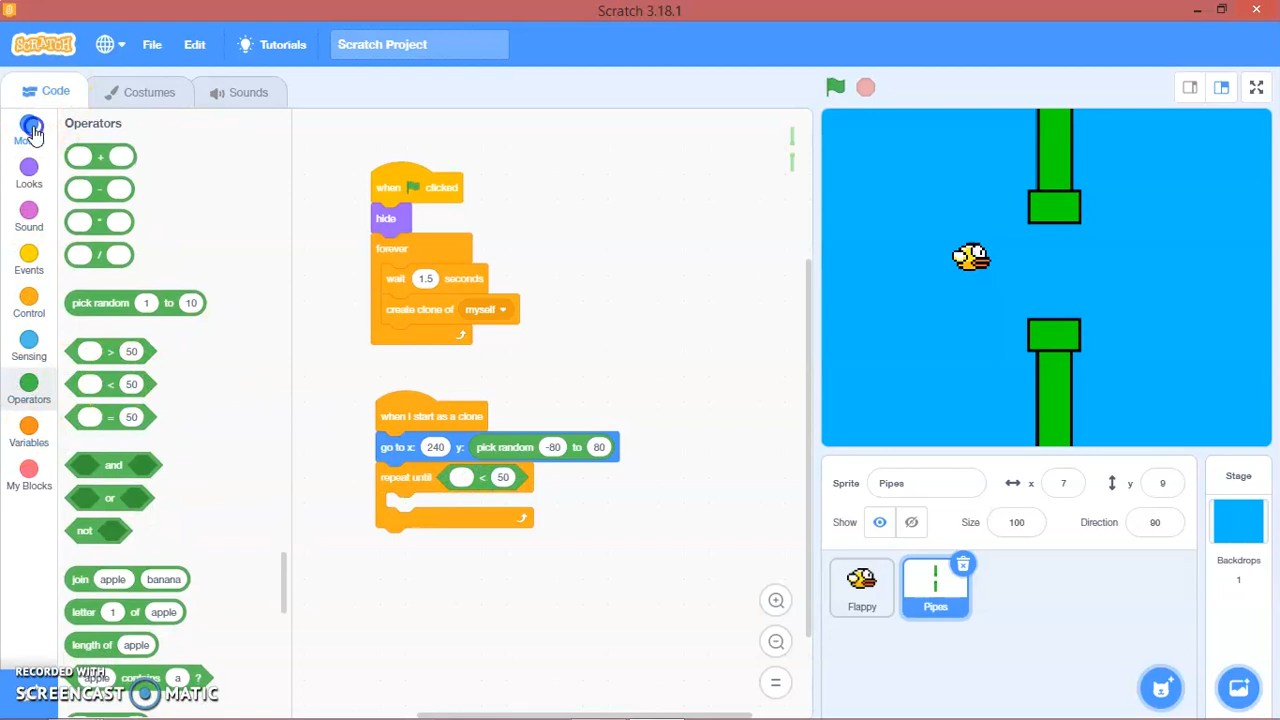 Scratch 3.18.1
SCRATCH
File
Edit
Tutorials
Scratch Project
Code
Costumes
Sounds
Looks
Sound
Events
Control
Sensing
Operators
Variables
My Blocks
Operators
+
-
*
/
pick random 1 to 10
> 50
< 50
= 50
and
or
not
join apple banana
letter 1 of apple
length of apple
apple contains a ?
when clicked
hide
forever
wait 1.5 seconds
create clone of myself
when I start as a clone
go to x: 240 y: pick random -80 to 80
repeat until < 50
Sprite Pipes x 7 y 9
Show Size 100 Direction 90
Flappy
Pipes
Stage
Backdrops
1
RECORDED WITH
SCREENCAST MATIC